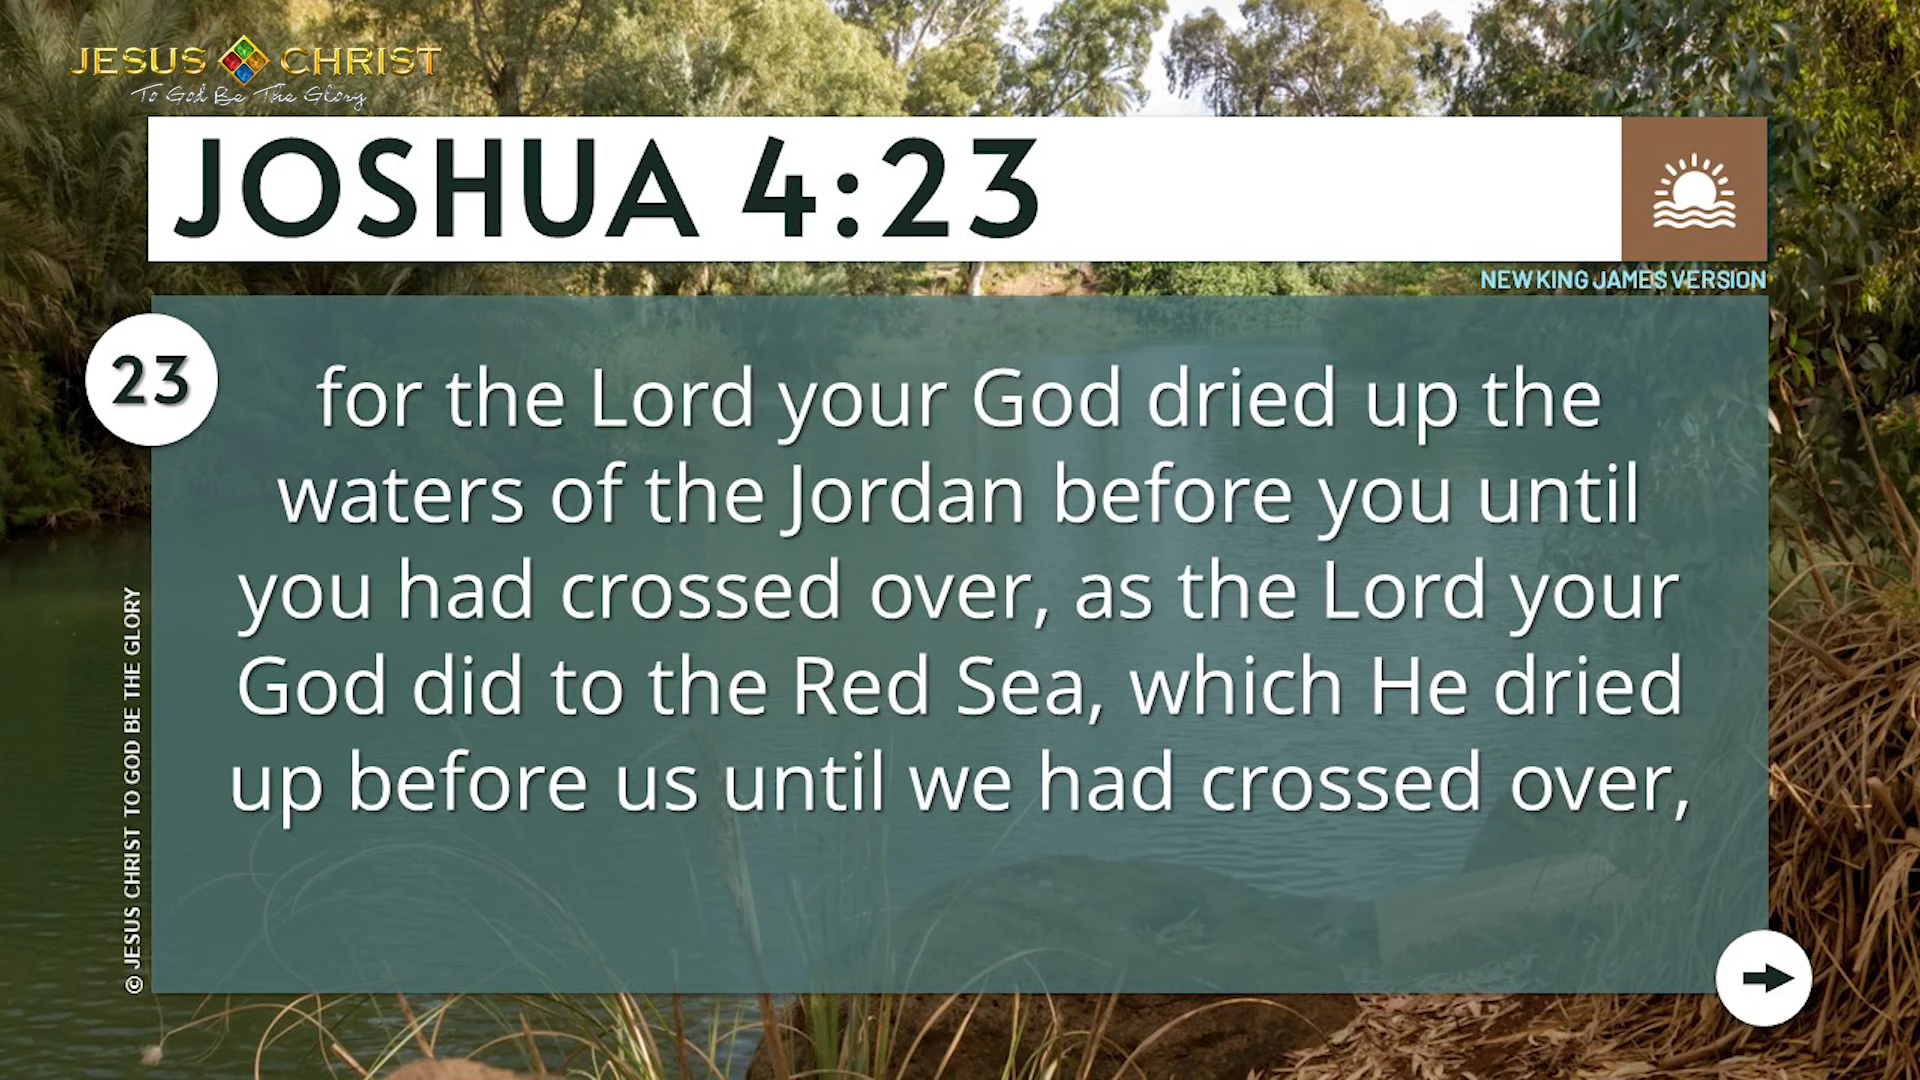 JESUS CHRIST
To God Be The Glory
JOSHUA 4:23
NEW KING JAMES VERSION
23
for the Lord your God dried up the
waters of the Jordan before you until
you had crossed over, as the Lord your
God did to the Red Sea, which He dried
up before us until we had crossed over,
© JESUS CHRIST TO GOD BE THE GLORY